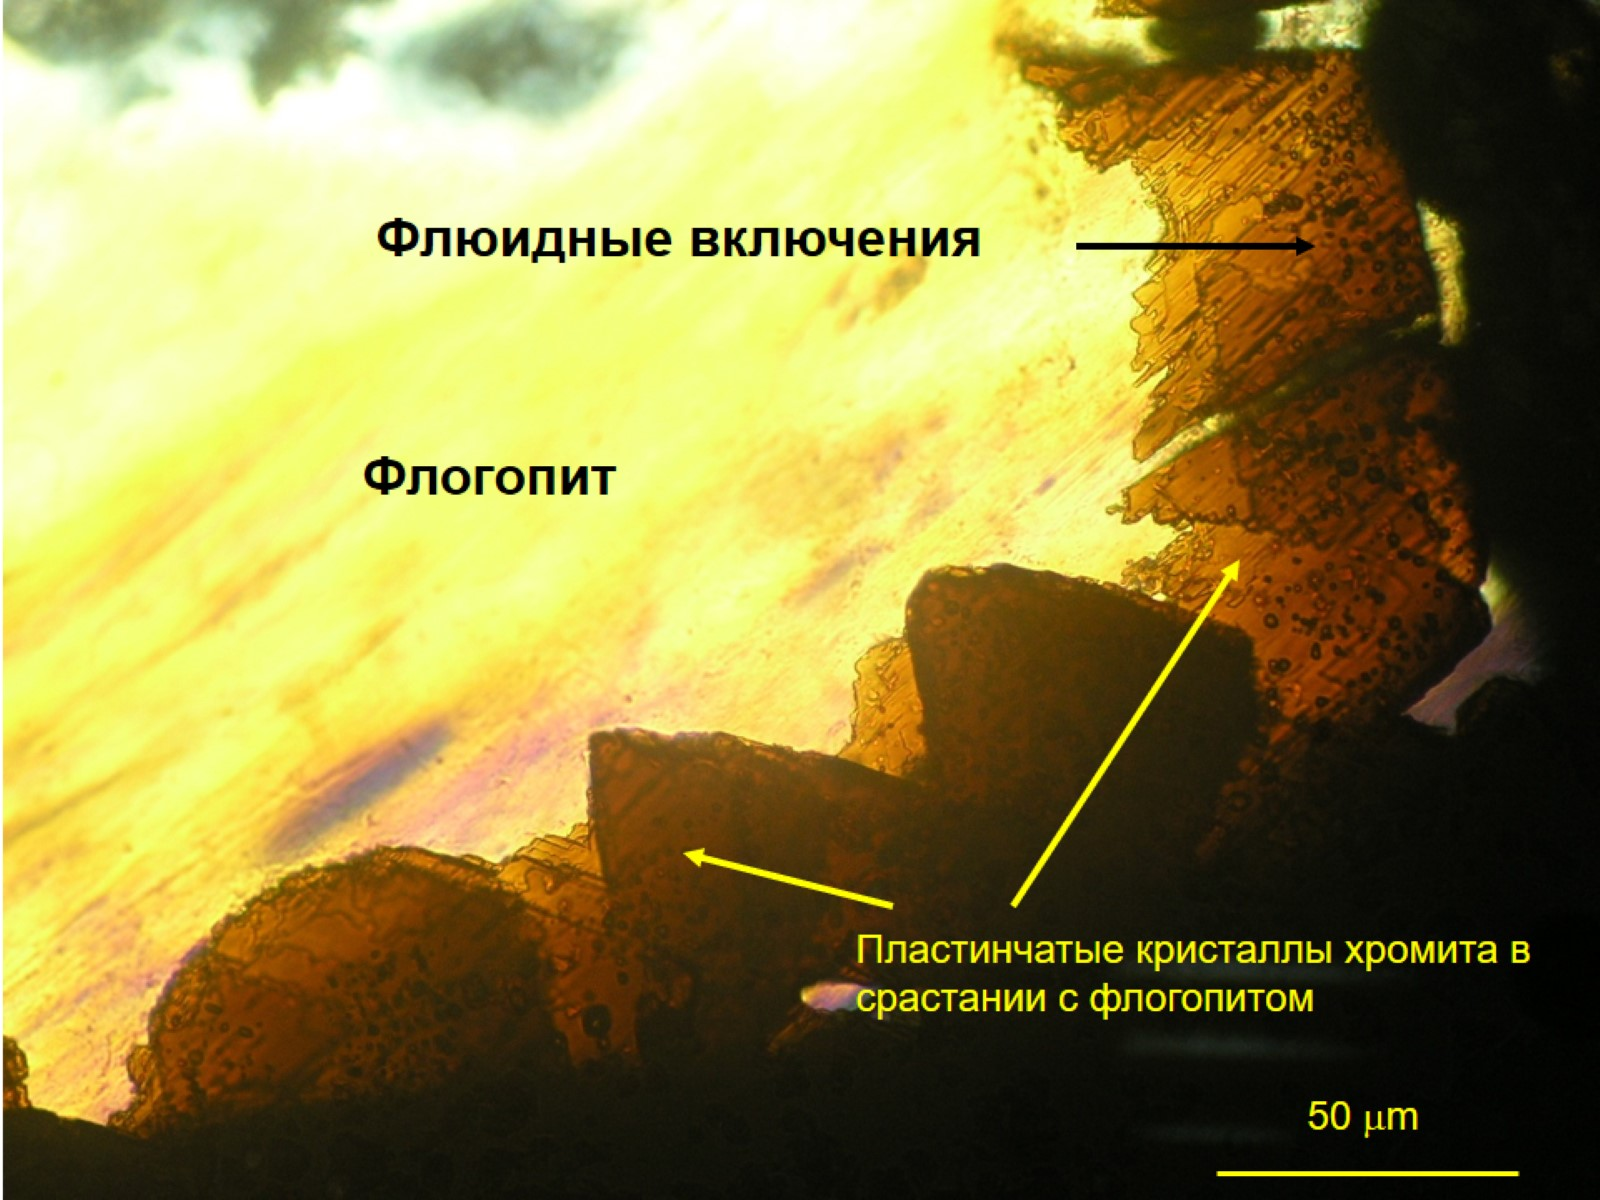 Флюидные включения
Флогопит
Пластинчатые кристаллы хромита в
срастании с флогопитом
50 μm